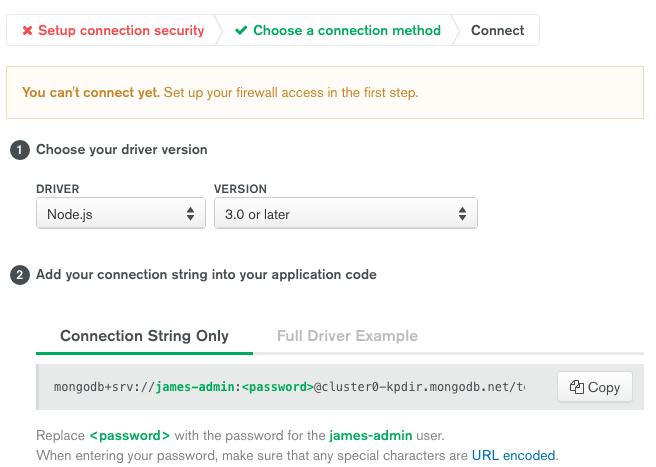 Setup connection security Choose a connection method Connect
You can't connect yet. Set up your firewall access in the first step.
1 Choose your driver version
DRIVER VERSION
Node.js 3.0 or later
2 Add your connection string into your application code
Connection String Only Full Driver Example
mongodb+srv://james-admin:<password>@cluster0-kpdir.mongodb.net/te Copy
Replace <password> with the password for the james-admin user.
When entering your password, make sure that any special characters are URL encoded.